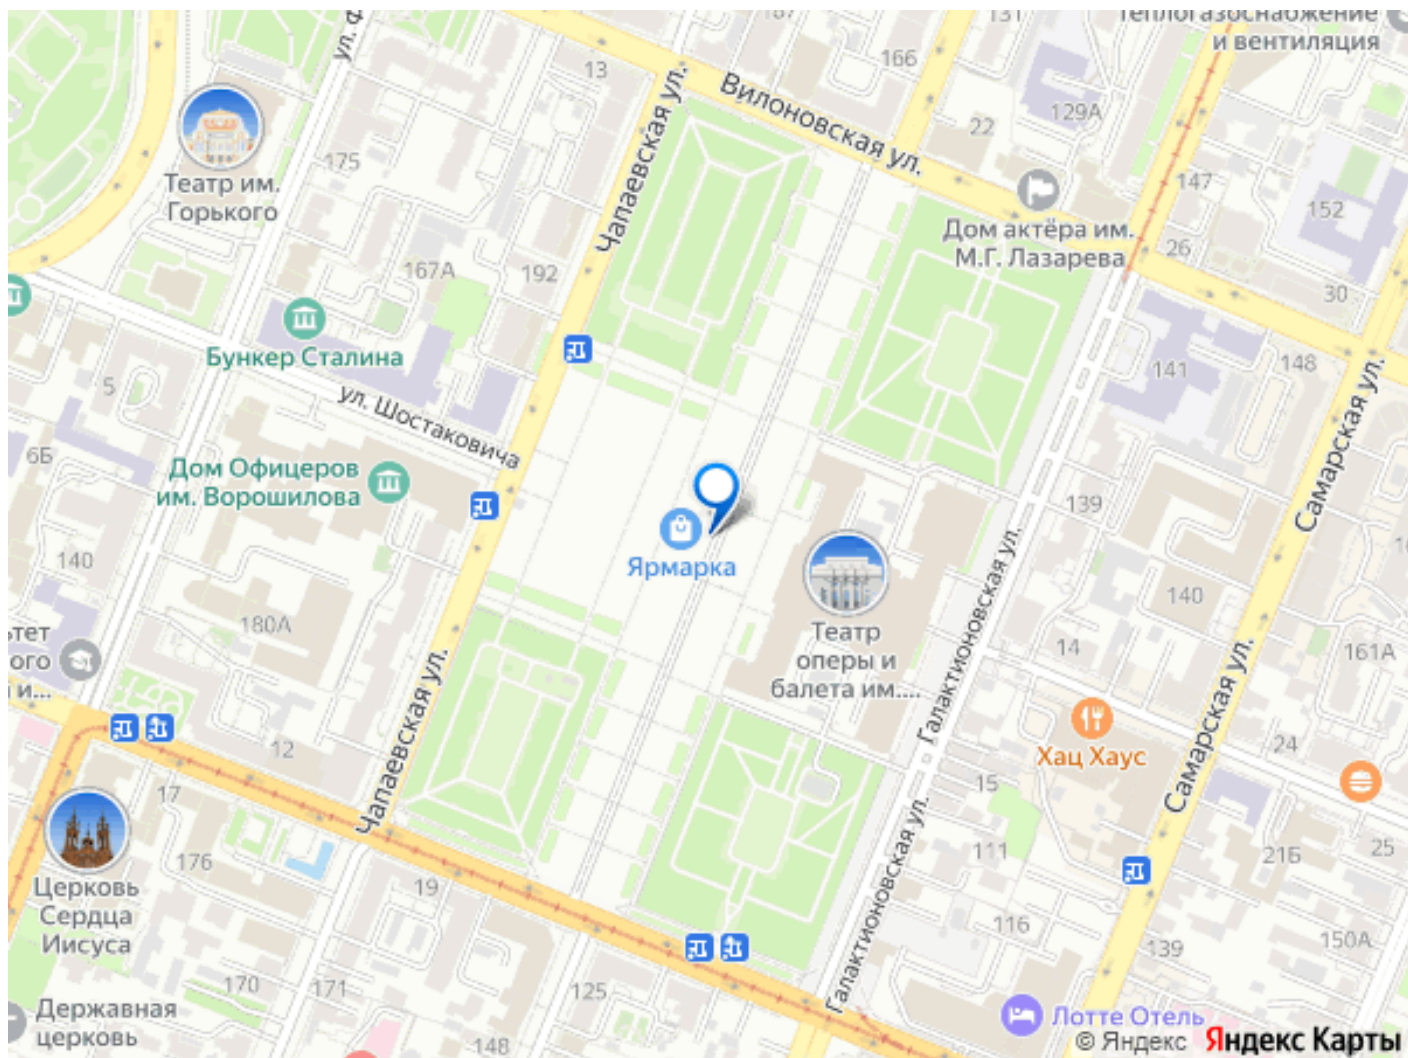 187
131
Теплогазоснабжение
и вентиляция
ул. Ф
13
166
Вилоновская ул.
Чапаевская ул.
22
129А
175
Театр им.
Горького
147
152
Дом актёра им.
М.Г. Лазарева
26
167А
192
30
Бункер Сталина
141
148
5
ул. Шостаковича
6Б
Дом Офицеров
им. Ворошилова
139
Самарская ул.
140
Ярмарка
Галактионовская ул.
140
180А
Театр
оперы и
балета им....
14
161А
ьтет
ого
и...
Чапаевская ул.
12
Хац Хаус
24
Самарская ул.
17
15
176
111
21Б
25
19
Галактионовская ул.
Церковь
Сердца
Иисуса
116
139
150А
170
171
125
Державная
церковь
148
Лотте Отель
© Яндекс Яндекс Карты